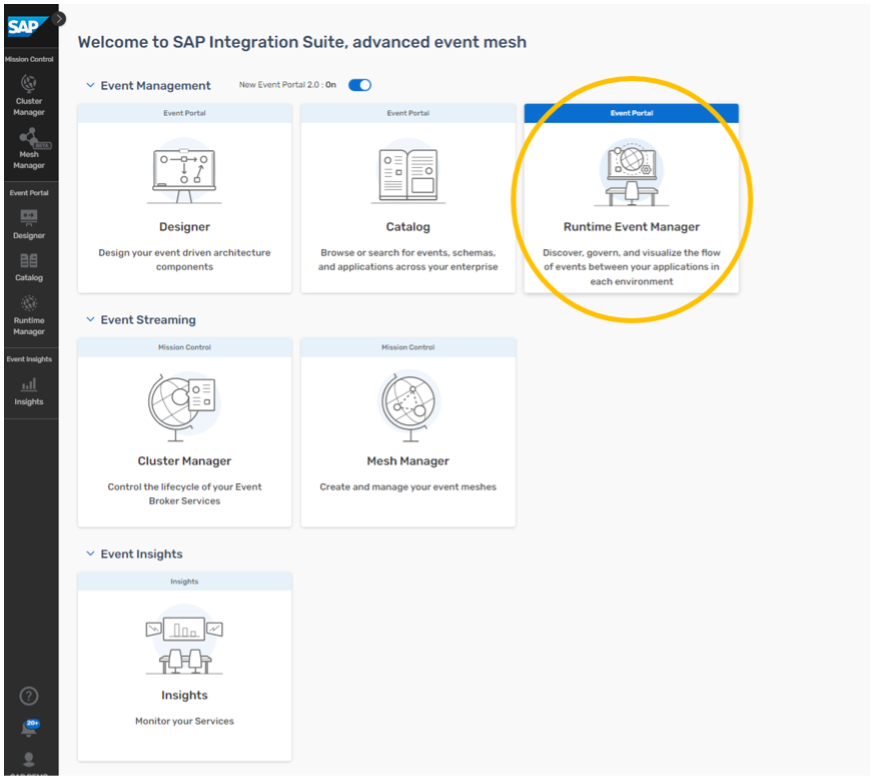 SAP
Welcome to SAP Integration Suite, advanced event mesh
Mission Control
Cluster
Manager
BETA
Mesh
Manager
Event Portal
Designer
Catalog
Runtime
Manager
Event Insights
Insights
20+
SAP DEMO
Event Management
New Event Portal 2.0 : On
Event Portal
Designer
Design your event driven architecture
components
Event Portal
Catalog
Browse or search for events, schemas,
and applications across your enterprise
Event Portal
Runtime Event Manager
Discover, govern, and visualize the flow
of events between your applications in
each environment
Event Streaming
Mission Control
Cluster Manager
Control the lifecycle of your Event
Broker Services
Mission Control
Mesh Manager
Create and manage your event meshes
Event Insights
Insights
Insights
Monitor your Services